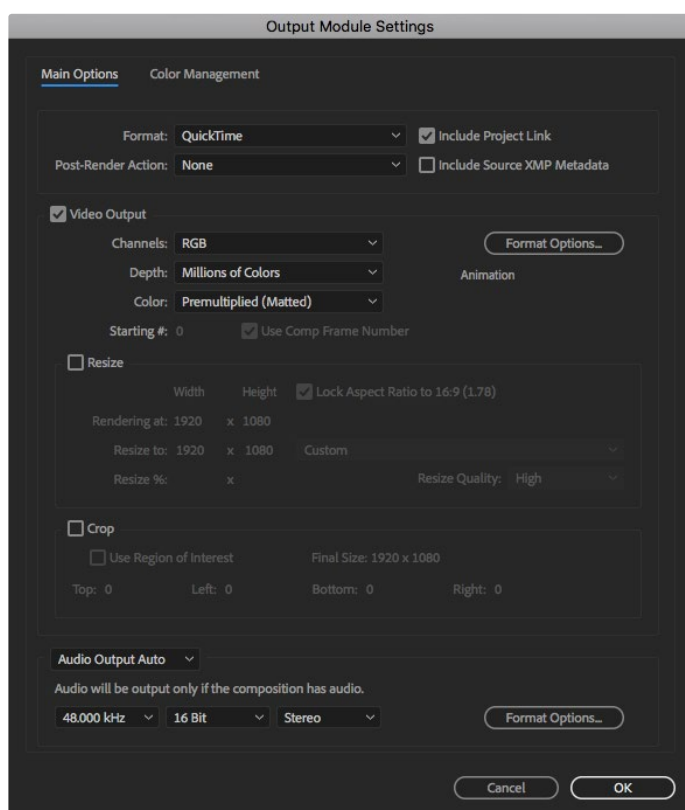 Output Module Settings
Main Options Color Management
Format: QuickTime Include Project Link
Post-Render Action: None Include Source XMP Metadata
Video Output
Channels: RGB Format Options...
Depth: Millions of Colors Animation
Color: Premultiplied (Matted)
Starting #: 0 Use Comp Frame Number
Resize
Width Height Lock Aspect Ratio to 16:9 (1.78)
Rendering at: 1920 x 1080
Resize to: 1920 x 1080 Custom
Resize %: x Resize Quality: High
Crop
Use Region of Interest Final Size: 1920 x 1080
Top: 0 Left: 0 Bottom: 0 Right: 0
Audio Output Auto
Audio will be output only if the composition has audio.
48.000 kHz 16 Bit Stereo Format Options...
Cancel OK